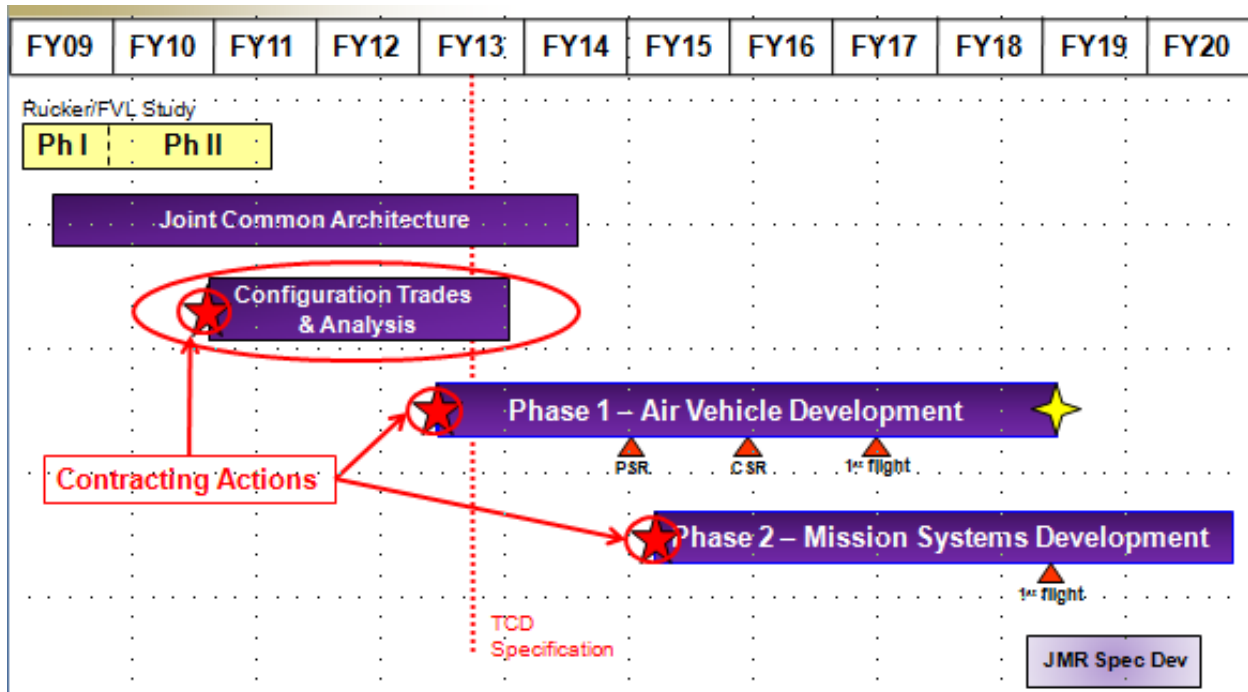 FY09 FY10 FY11 FY12 FY13 FY14 FY15 FY16 FY17 FY18 FY19 FY20
Rucker/FVL Study
Ph I Ph II
Joint Common Architecture
Configuration Trades
& Analysis
Phase 1 – Air Vehicle Development
PSR CSR 1st flight
Contracting Actions
Phase 2 – Mission Systems Development
1st flight
TCD
Specification
JMR Spec Dev